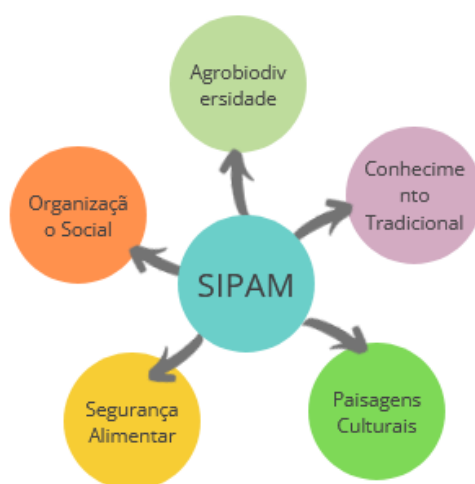 Agrobiodiv
ersidade
Conhecime
nto
Tradicional
Organizaçã
o Social
SIPAM
Segurança
Alimentar
Paisagens
Culturais